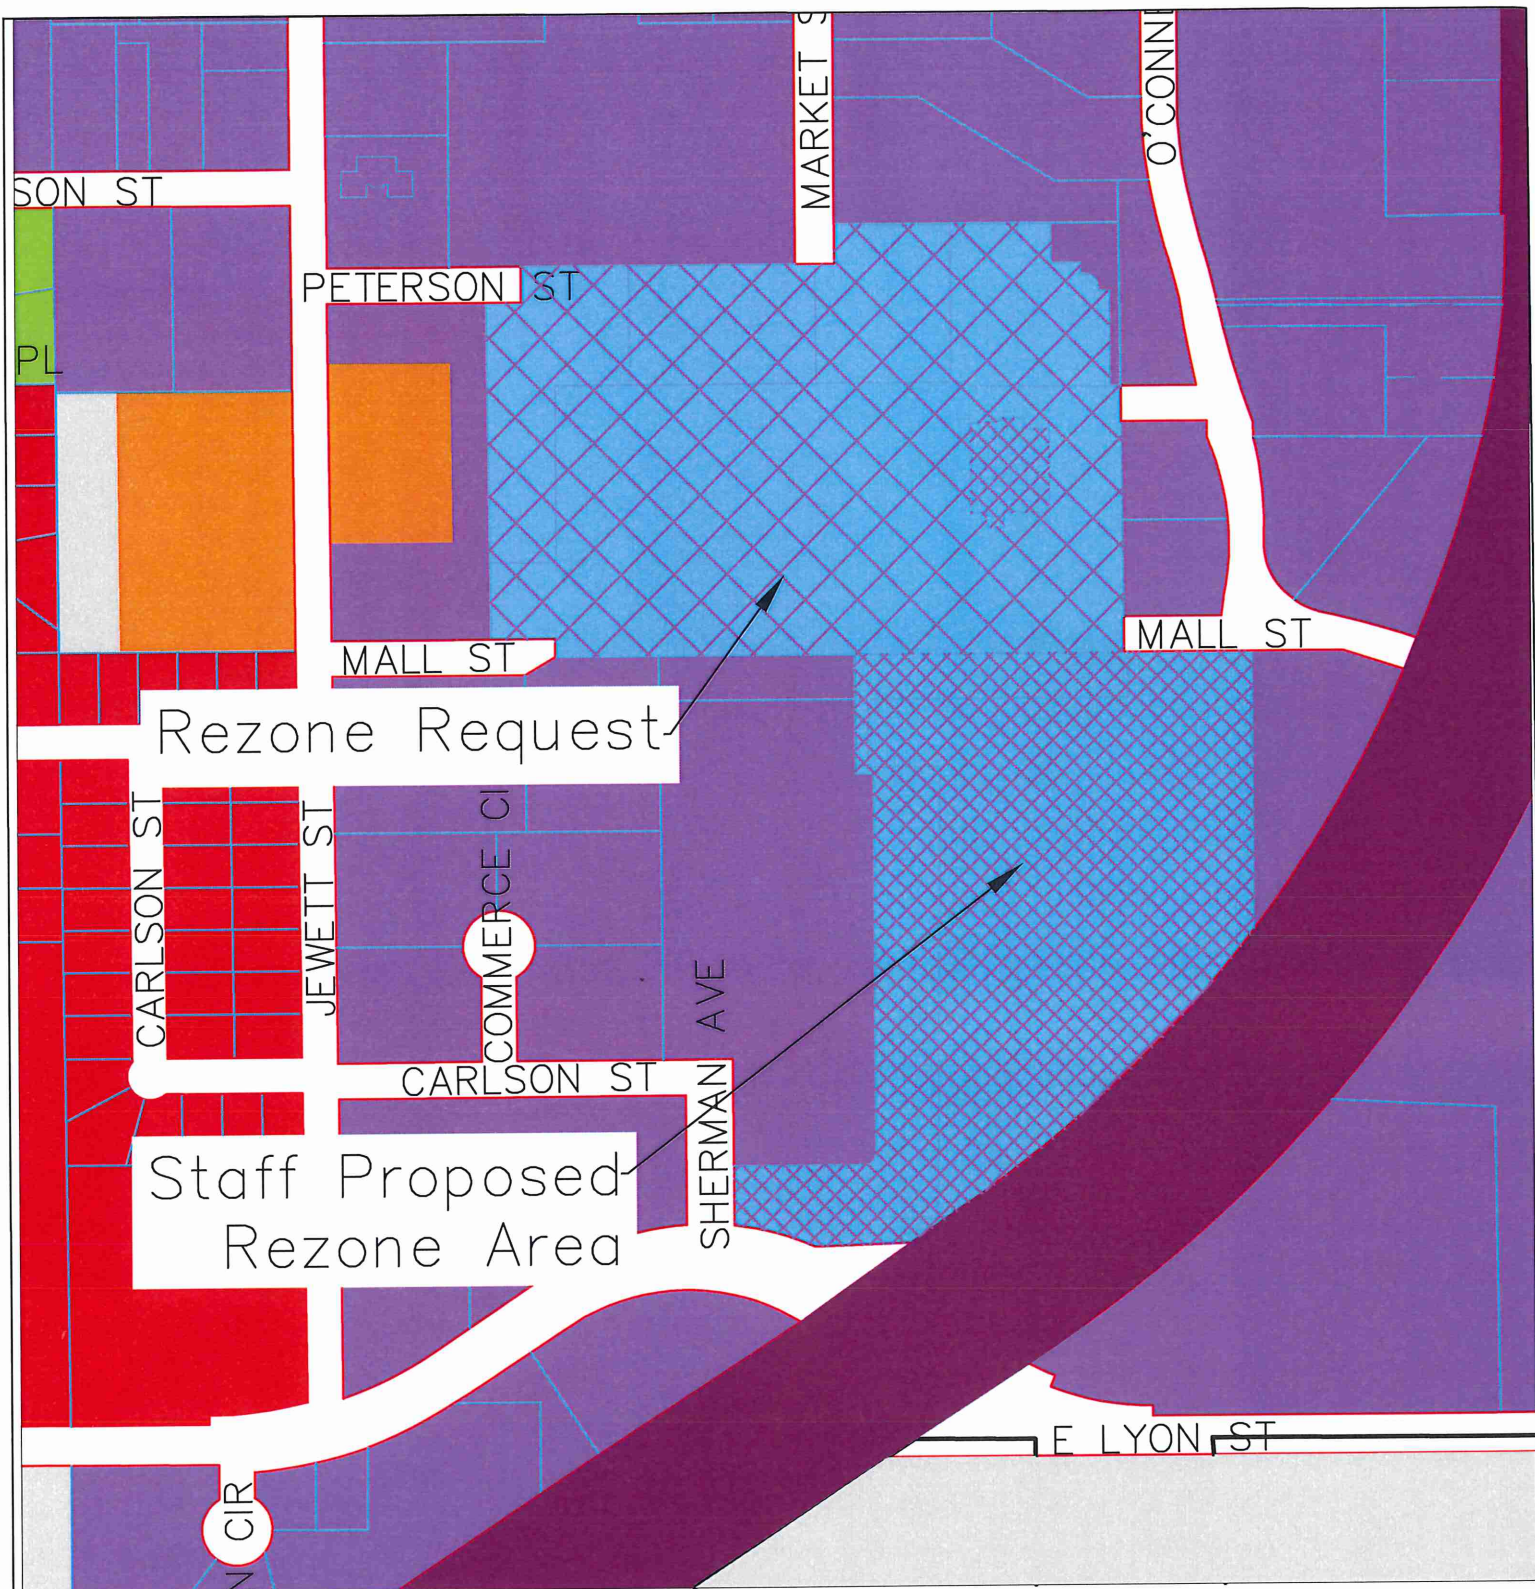 MARKET S
O'CONNE
SON ST
PETERSON ST
PL
MALL ST
MALL ST
Rezone Request
CARLSON ST
JEWETT ST
COMMERCE CI
AVE
SHERMAN
CARLSON ST
Staff Proposed
Rezone Area
E LYON ST
N CIR